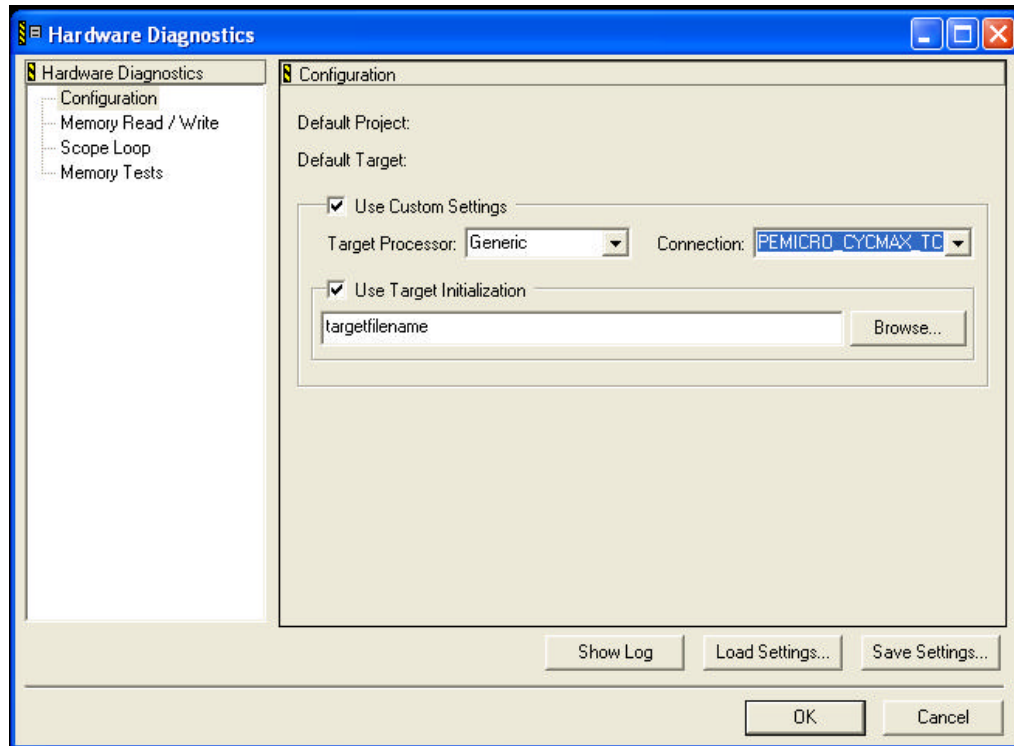 Hardware Diagnostics
Hardware Diagnostics
Configuration
Memory Read / Write
Scope Loop
Memory Tests
Configuration
Default Project:
Default Target:
Use Custom Settings
Target Processor: Generic Connection: PEMICRO_CYCMAX_TC
Use Target Initialization
targetfilename Browse...
Show Log Load Settings... Save Settings...
OK Cancel